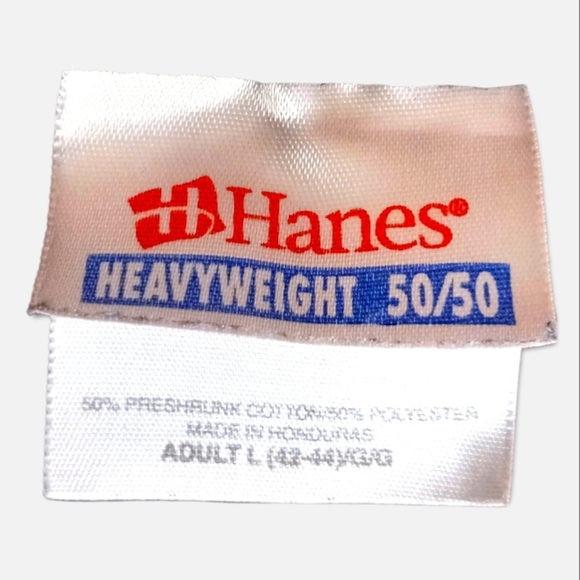 Hanes®
HEAVYWEIGHT 50/50
50% PRESHRUNK COTTON/50% POLYESTER
MADE IN HONDURAS
ADULT L (42-44)/G/G